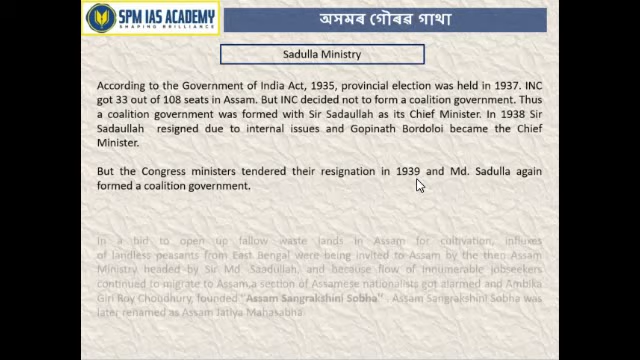 SPM IAS ACADEMY
SHAPING BRILLIANCE
অসমৰ গৌৰৱ গাথা
Sadulla Ministry
According to the Government of India Act, 1935, provincial election was held in 1937. INC
got 33 out of 108 seats in Assam. But INC decided not to form a coalition government. Thus
a coalition government was formed with Sir Sadaullah as its Chief Minister. In 1938 Sir
Sadaullah resigned due to internal issues and Gopinath Bordoloi became the Chief
Minister.
But the Congress ministers tendered their resignation in 1939 and Md. Sadulla again
formed a coalition government.
In a bid to open up fallow waste lands in Assam for cultivation, influxes
of landless peasants from East Bengal were being invited to Assam by the then Assam
Ministry headed by Sir Md. Saadullah, and because flow of innumerable jobseekers
continued to migrate to Assam,a section of Assamese nationalists got alarmed and Ambika
Giri Roy Choudhury, founded "Assam Sangrakshini Sobha" . Assam Sangrakshini Sobha was
later renamed as Assam Jatiya Mahasabha.